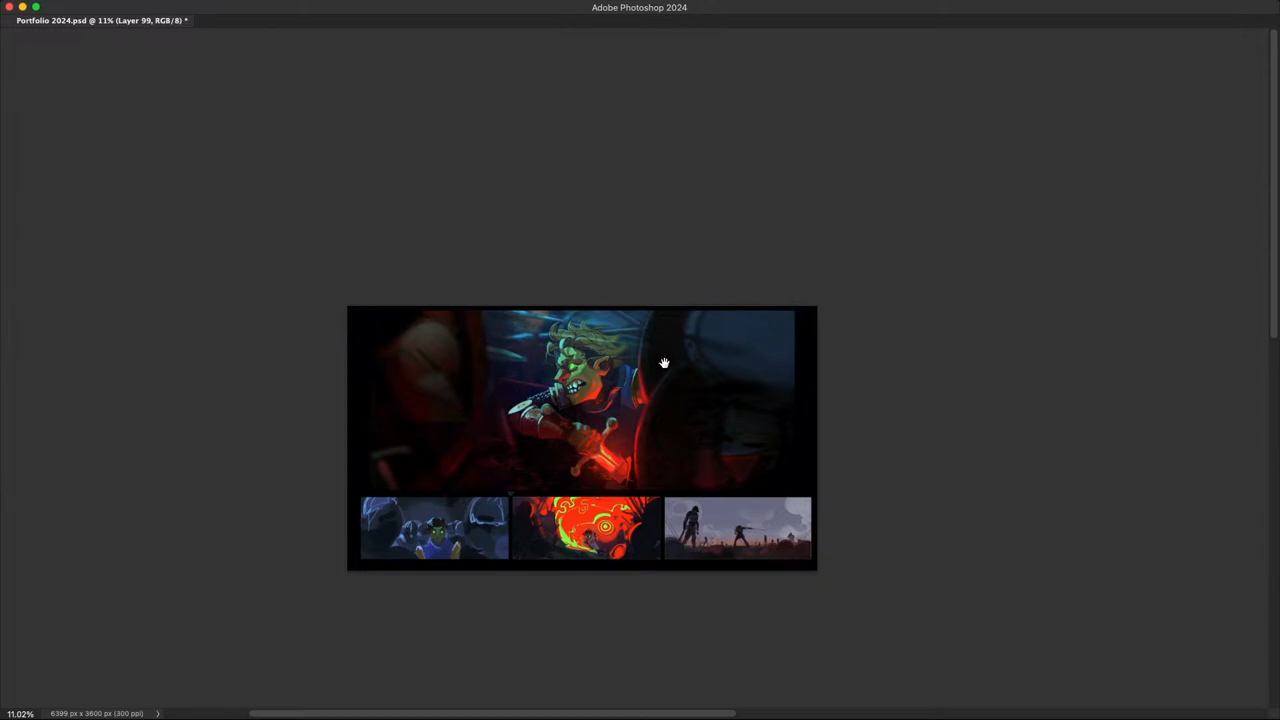 Adobe Photoshop 2024
Portfolio 2024.psd @ 11% (Layer 99, RGB/8) *
11.02% 6399 px x 3600 px (300 ppi) >